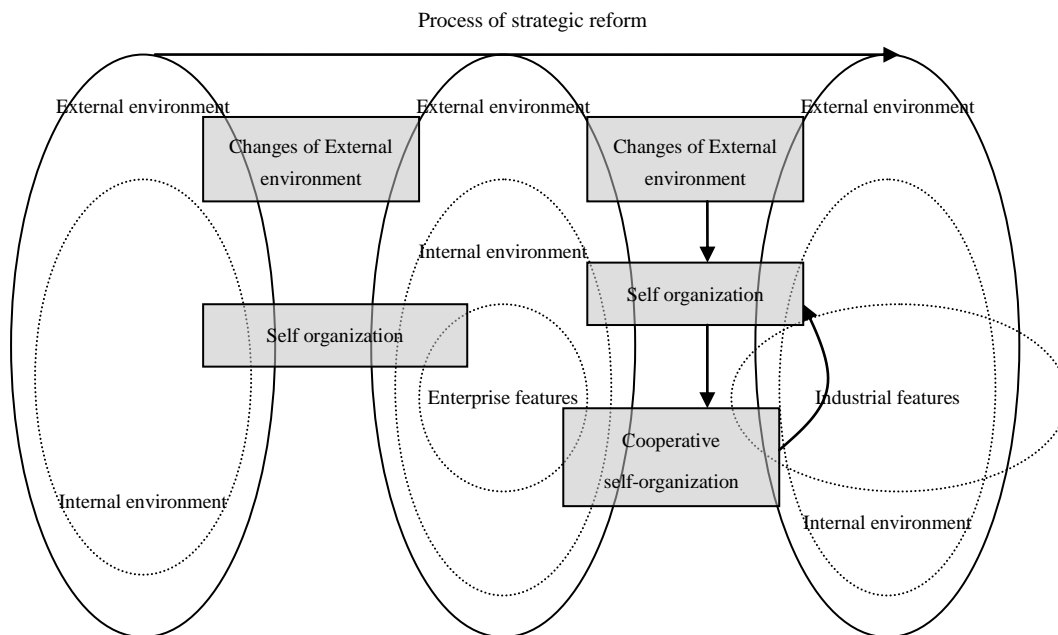 Process of strategic reform
External environment
External environment
External environment
Changes of External
environment
Changes of External
environment
Internal environment
Self organization
Self organization
Enterprise features
Industrial features
Cooperative
self-organization
Internal environment
Internal environment